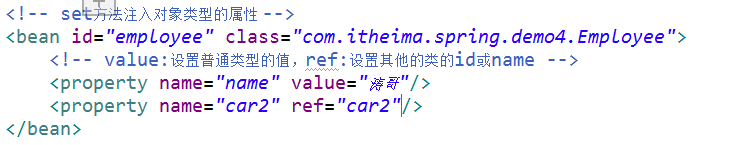 <!-- set方法注入对象类型的属性-->
<bean id="employee" class="com.itheima.spring.demo4.Employee">
<!-- value:设置普通类型的值，ref:设置其他的类的id或name -->
<property name="name" value="涛哥"/>
<property name="car2" ref="car2"/>
</bean>